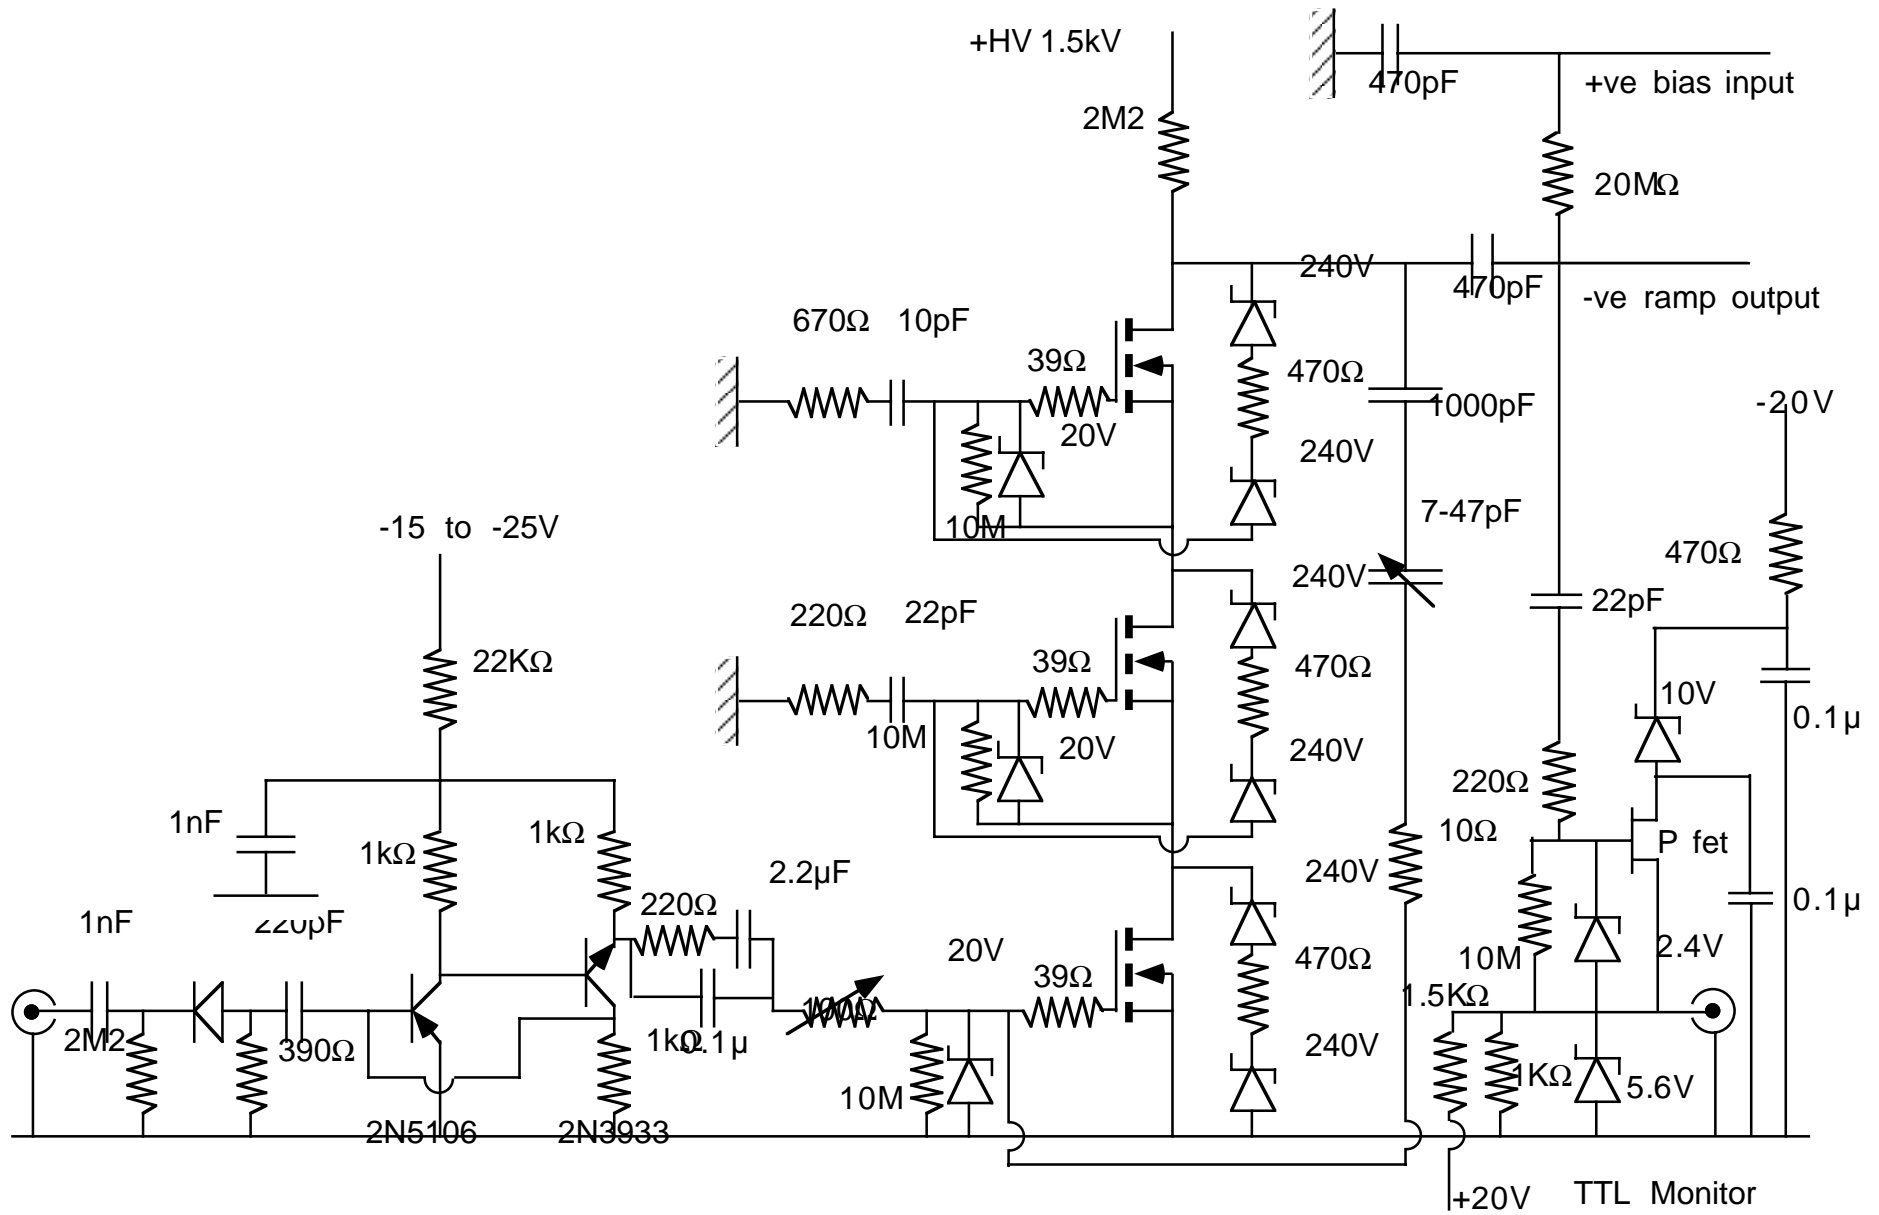 +HV 1.5kV
470pF
+ve bias input
2M2
20MΩ
240V
470pF
-ve ramp output
670Ω 10pF
39Ω
470Ω
1000pF
-20V
20V
240V
10M
7-47pF
-15 to -25V
470Ω
240V
22pF
220Ω 22pF
22KΩ
39Ω
470Ω
10V
0.1µ
10M
20V
240V
220Ω
1nF
1kΩ
1kΩ
10Ω
P fet
2.2µF
240V
220Ω
0.1µ
1nF
220pF
20V
39Ω
470Ω
10M
2.4V
1.5KΩ
100Ω
2M2
390Ω
1kΩ
0.1µ
240V
10M
1KΩ
5.6V
2N5106
2N3933
+20V
TTL Monitor